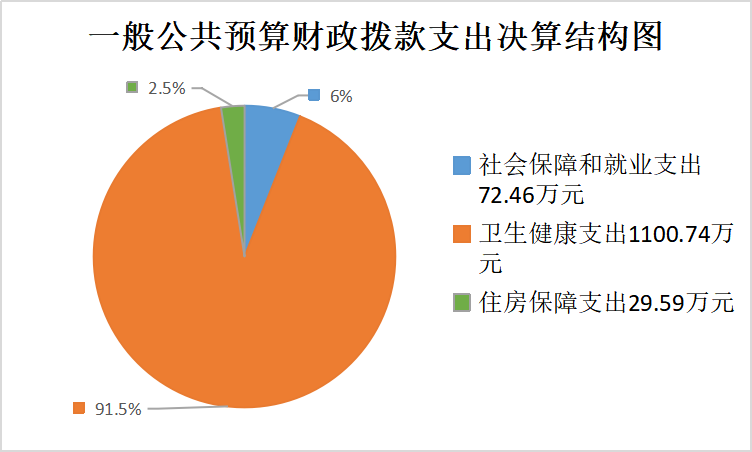 一般公共预算财政拨款支出决算结构图
2.5%
6%
91.5%
社会保障和就业支出
72.46万元
卫生健康支出1100.74万
元
住房保障支出29.59万元